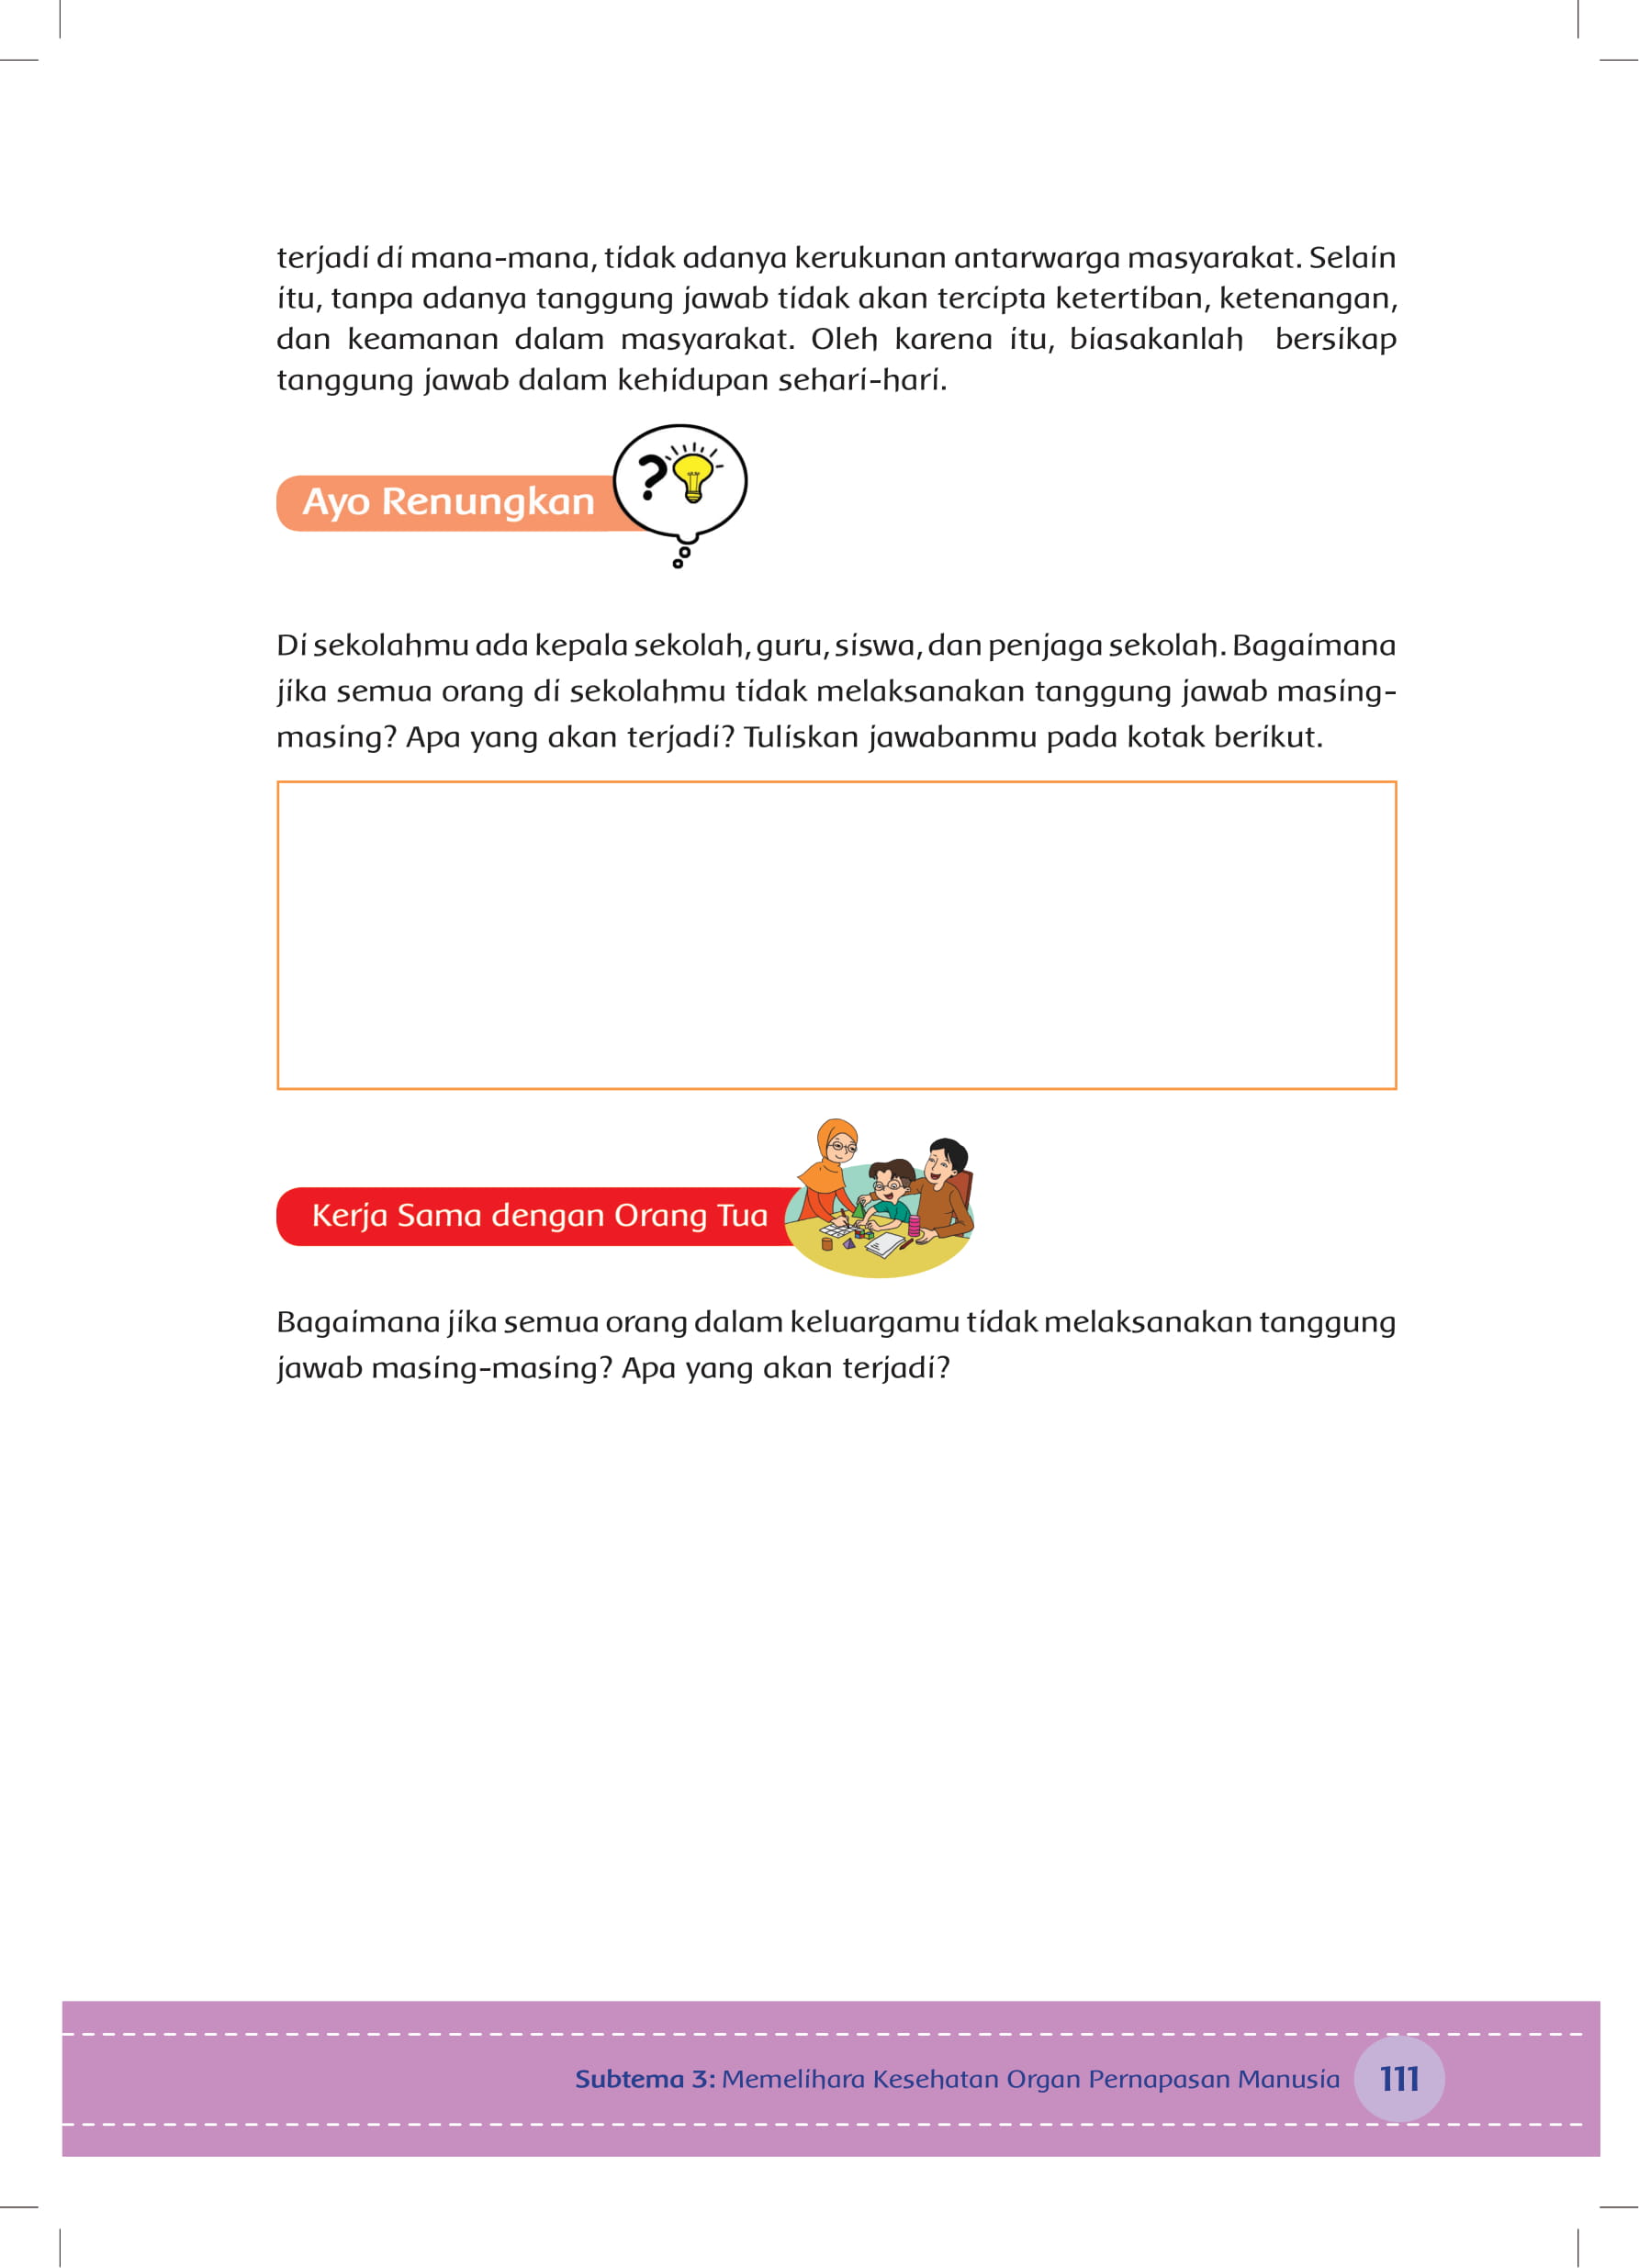 terjadi di mana-mana, tidak adanya kerukunan antarwarga masyarakat. Selain
itu, tanpa adanya tanggung jawab tidak akan tercipta ketertiban, ketenangan,
dan keamanan dalam masyarakat. Oleh karena itu, biasakanlah bersikap
tanggung jawab dalam kehidupan sehari-hari.
?
Ayo Renungkan
Di sekolahmu ada kepala sekolah, guru, siswa, dan penjaga sekolah. Bagaimana
jika semua orang di sekolahmu tidak melaksanakan tanggung jawab masing-
masing? Apa yang akan terjadi? Tuliskan jawabanmu pada kotak berikut.
Kerja Sama dengan Orang Tua
Bagaimana jika semua orang dalam keluargamu tidak melaksanakan tanggung
jawab masing-masing? Apa yang akan terjadi?
Subtema 3: Memelihara Kesehatan Organ Pernapasan Manusia 111